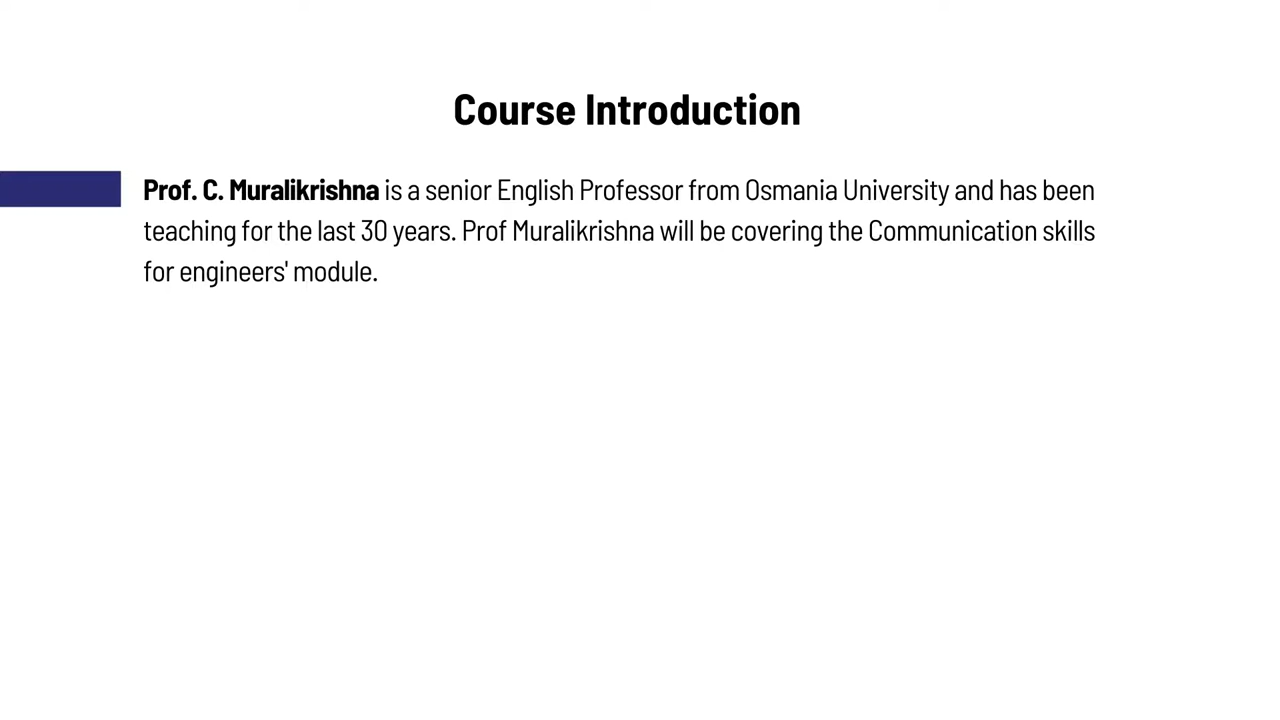 Course Introduction
Prof. C. Muralikrishna is a senior English Professor from Osmania University and has been
teaching for the last 30 years. Prof Muralikrishna will be covering the Communication skills
for engineers' module.